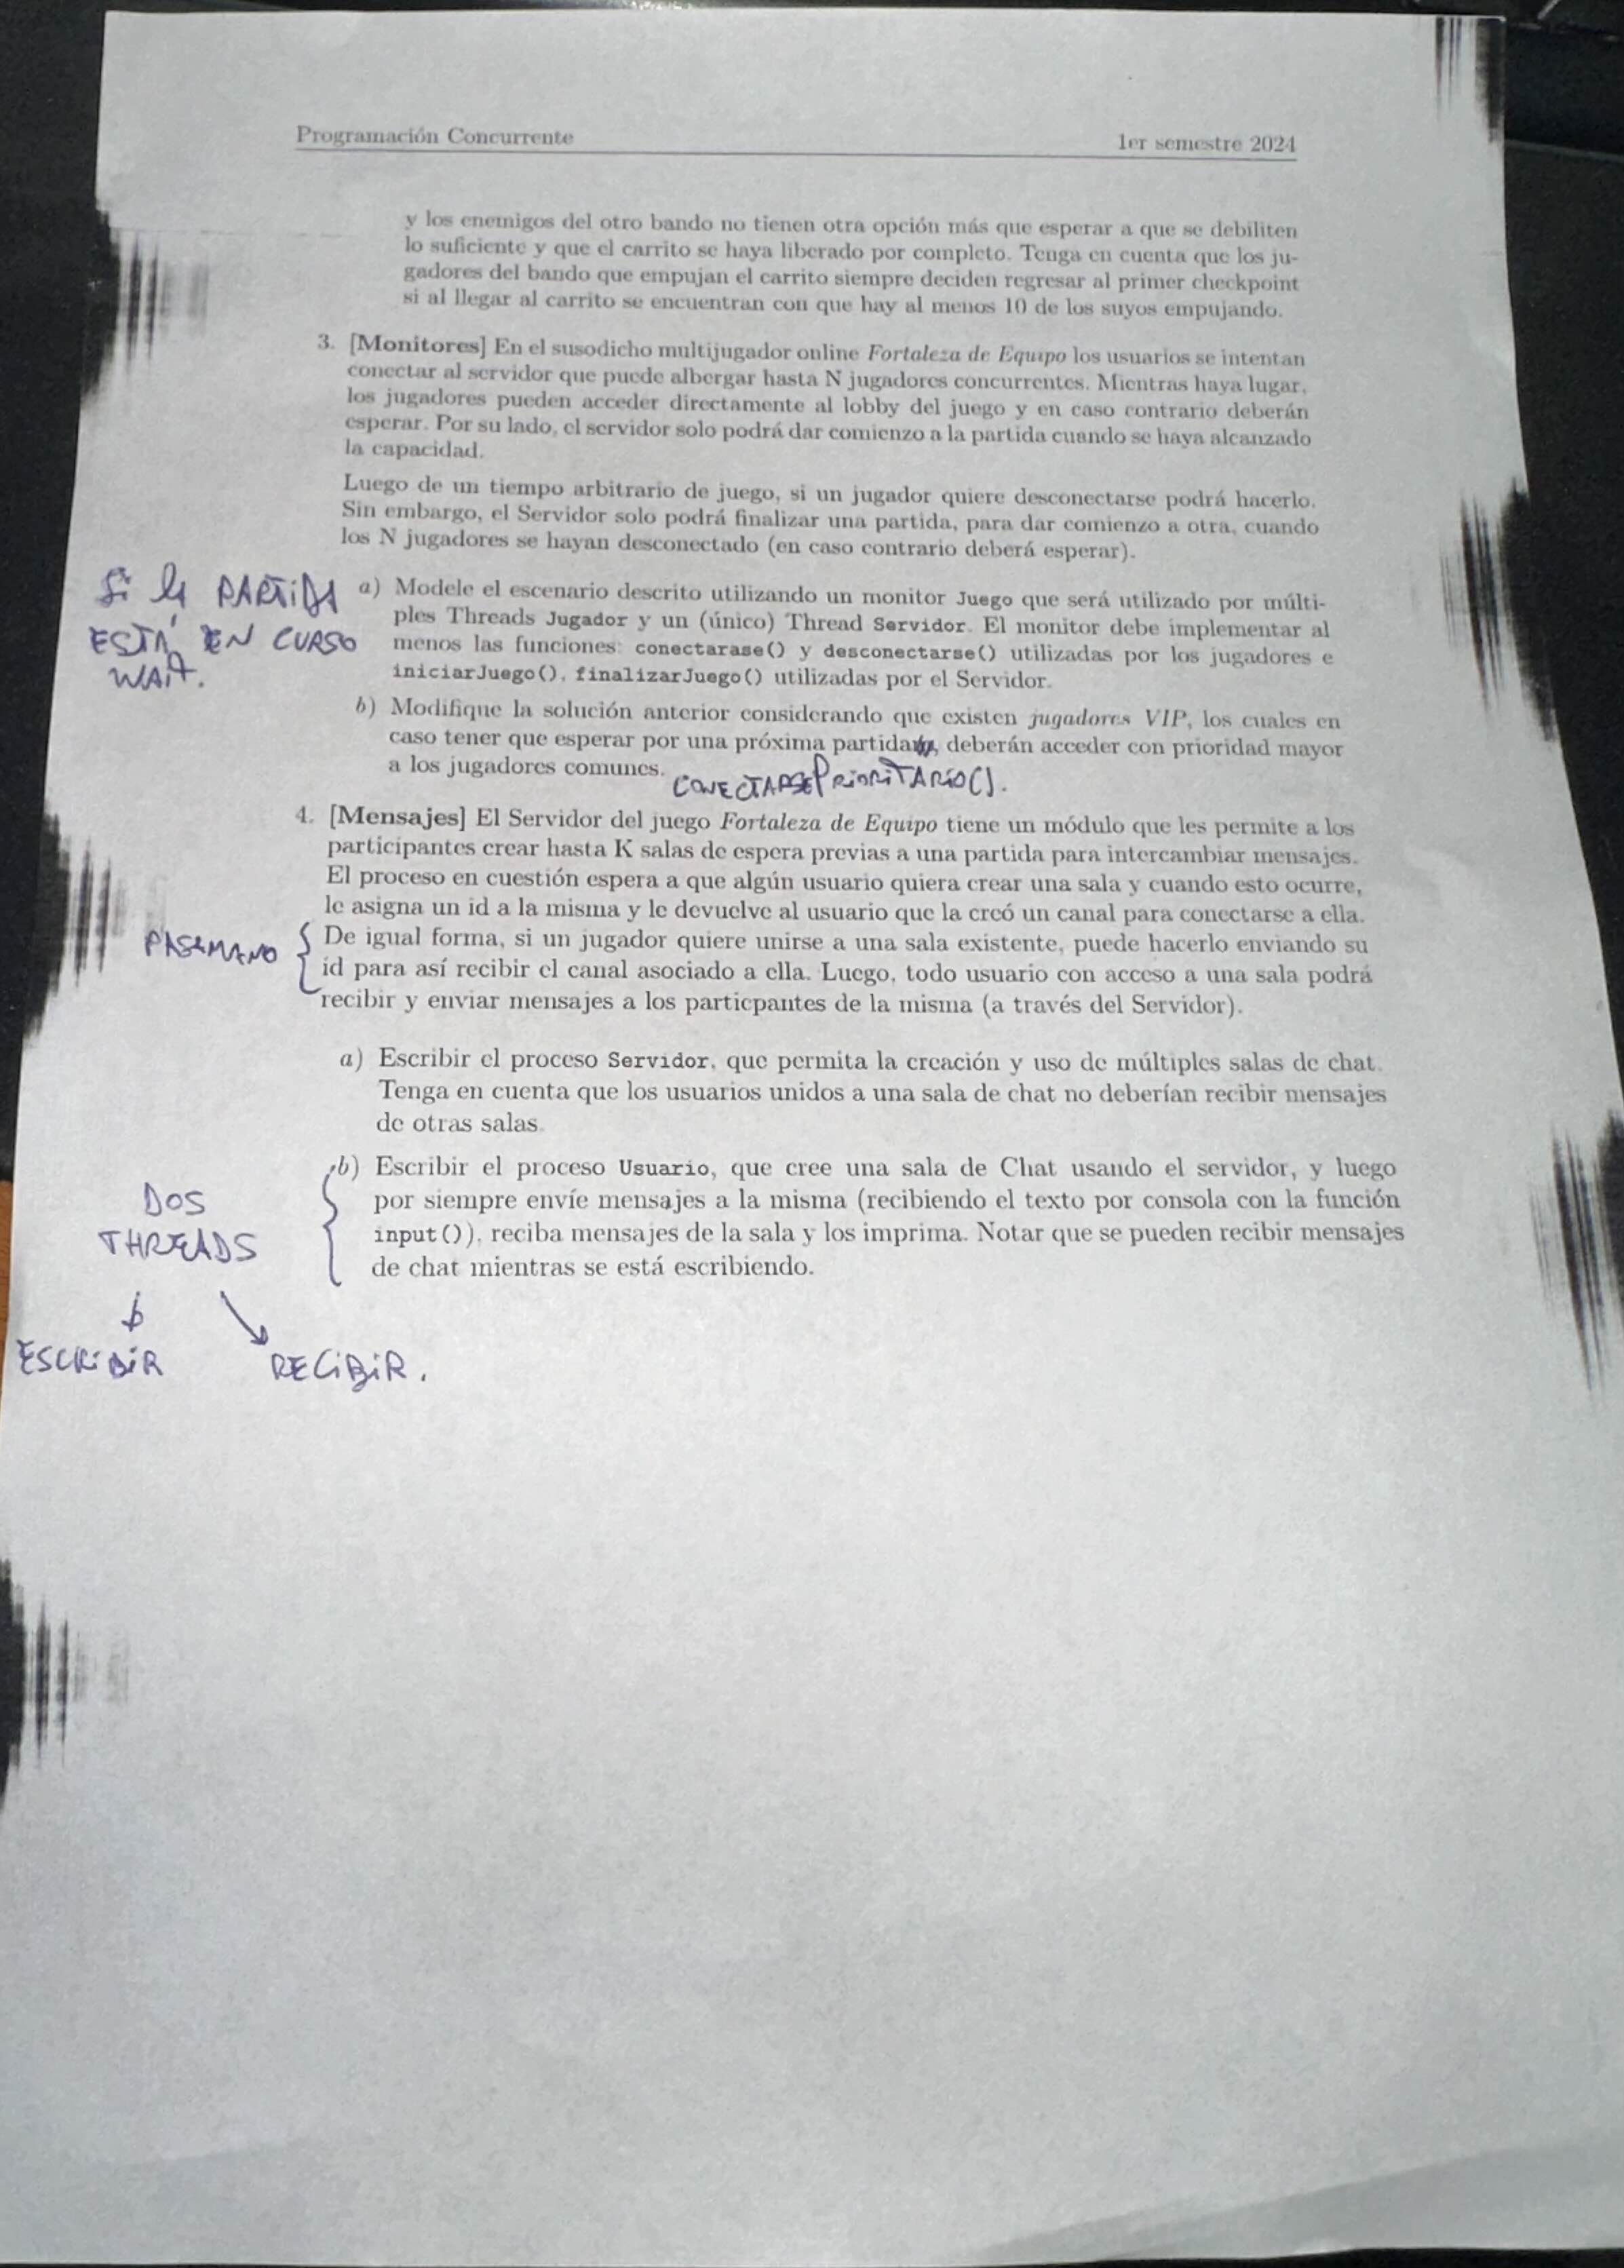 Programación Concurrente 1er semestre 2024
y los enemigos del otro bando no tienen otra opción más que esperar a que se debiliten
lo suficiente y que el carrito se haya liberado por completo. Tenga en cuenta que los ju-
gadores del bando que empujan el carrito siempre deciden regresar al primer checkpoint
si al llegar al carrito se encuentran con que hay al menos 10 de los suyos empujando.
3. [Monitores] En el susodicho multijugador online Fortaleza de Equipo los usuarios se intentan
conectar al servidor que puede albergar hasta N jugadores concurrentes. Mientras haya lugar,
los jugadores pueden acceder directamente al lobby del juego y en caso contrario deberán
esperar. Por su lado, el servidor solo podrá dar comienzo a la partida cuando se haya alcanzado
la capacidad.
Luego de un tiempo arbitrario de juego, si un jugador quiere desconectarse podrá hacerlo.
Sin embargo, el Servidor solo podrá finalizar una partida, para dar comienzo a otra, cuando
los N jugadores se hayan desconectado (en caso contrario deberá esperar).
Si la PARTIDA
ESTÁ EN CURSO
WAIT.
a) Modele el escenario descrito utilizando un monitor Juego que será utilizado por múlti-
ples Threads Jugador y un (único) Thread Servidor. El monitor debe implementar al
menos las funciones: conectarase() y desconectarse() utilizadas por los jugadores e
iniciarJuego(), finalizarJuego() utilizadas por el Servidor.
b) Modifique la solución anterior considerando que existen jugadores VIP, los cuales en
caso tener que esperar por una próxima partida, deberán acceder con prioridad mayor
a los jugadores comunes.
CONECTARSEPRIORITARIO().
4. [Mensajes] El Servidor del juego Fortaleza de Equipo tiene un módulo que les permite a los
participantes crear hasta K salas de espera previas a una partida para intercambiar mensajes.
El proceso en cuestión espera a que algún usuario quiera crear una sala y cuando esto ocurre,
le asigna un id a la misma y le devuelve al usuario que la creó un canal para conectarse a ella.
PASAMANO
De igual forma, si un jugador quiere unirse a una sala existente, puede hacerlo enviando su
id para así recibir el canal asociado a ella. Luego, todo usuario con acceso a una sala podrá
recibir y enviar mensajes a los particpantes de la misma (a través del Servidor).
a) Escribir el proceso Servidor, que permita la creación y uso de múltiples salas de chat.
Tenga en cuenta que los usuarios unidos a una sala de chat no deberían recibir mensajes
de otras salas.
b) Escribir el proceso Usuario, que cree una sala de Chat usando el servidor, y luego
por siempre envíe mensajes a la misma (recibiendo el texto por consola con la función
input()), reciba mensajes de la sala y los imprima. Notar que se pueden recibir mensajes
de chat mientras se está escribiendo.
DOS
THREADS
ESCRIBIR RECIBIR.